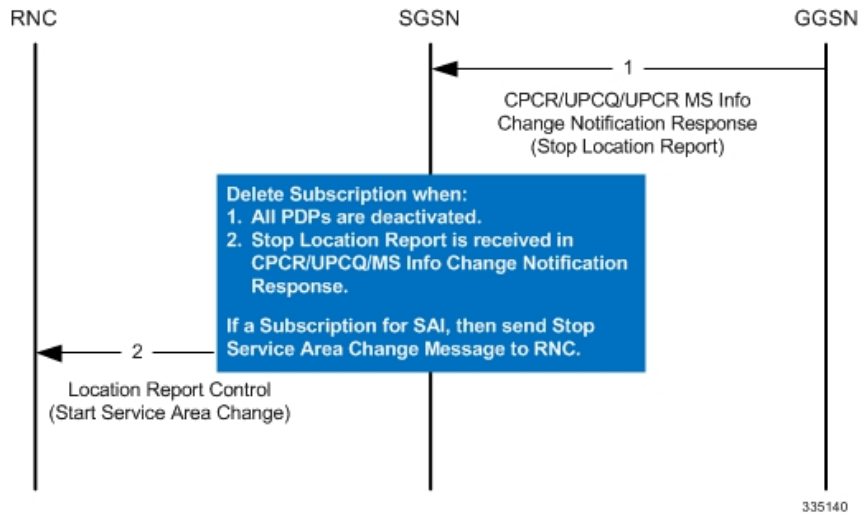 RNC SGSN GGSN
1
CPCR/UPCQ/UPCR MS Info
Change Notification Response
(Stop Location Report)
Delete Subscription when:
1. All PDPs are deactivated.
2. Stop Location Report is received in
CPCR/UPCQ/MS Info Change Notification
Response.
If a Subscription for SAI, then send Stop
Service Area Change Message to RNC.
2
Location Report Control
(Start Service Area Change)
335140